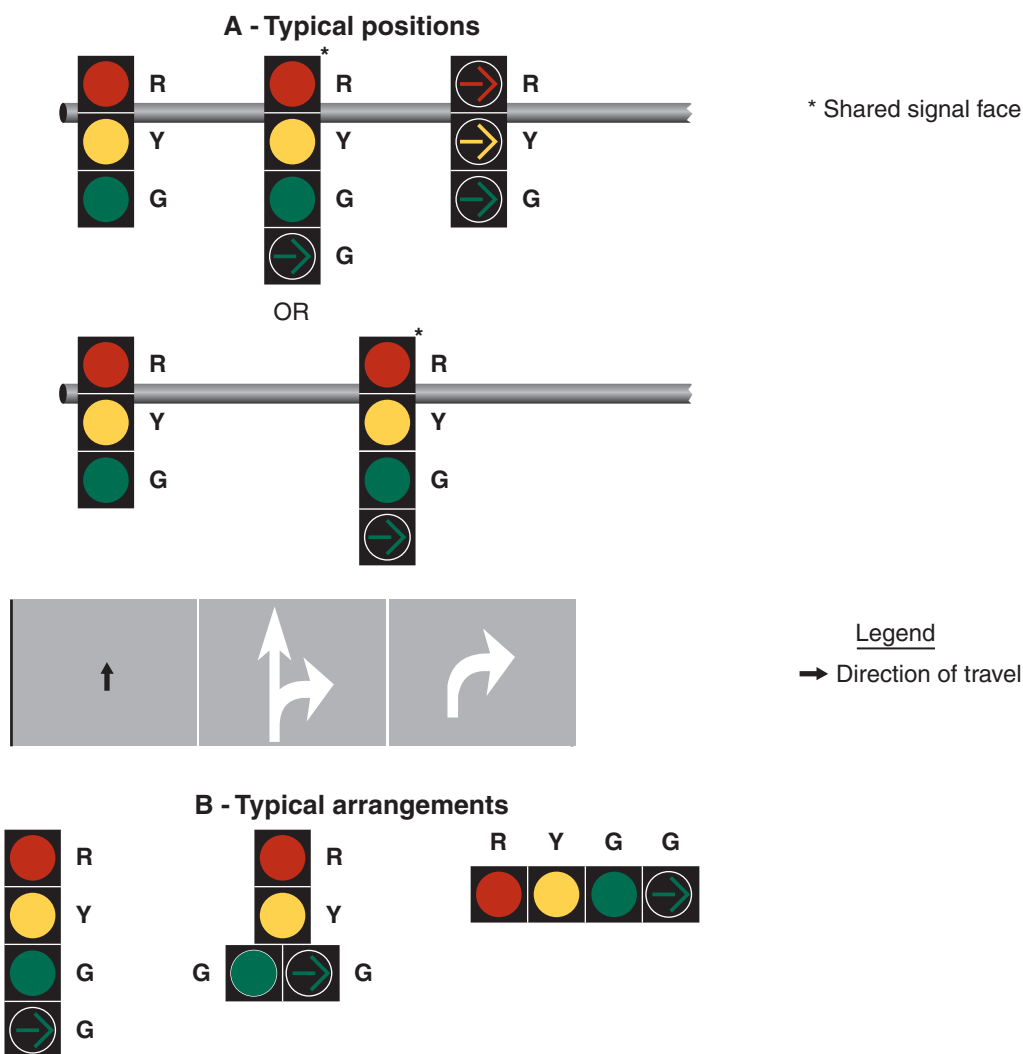 A - Typical positions
*
R R R
* Shared signal face
Y Y Y
G G G
G
OR
*
R R
Y Y
G G
Legend
Direction of travel
B - Typical arrangements
R Y G G
R R
Y Y
G G G
G